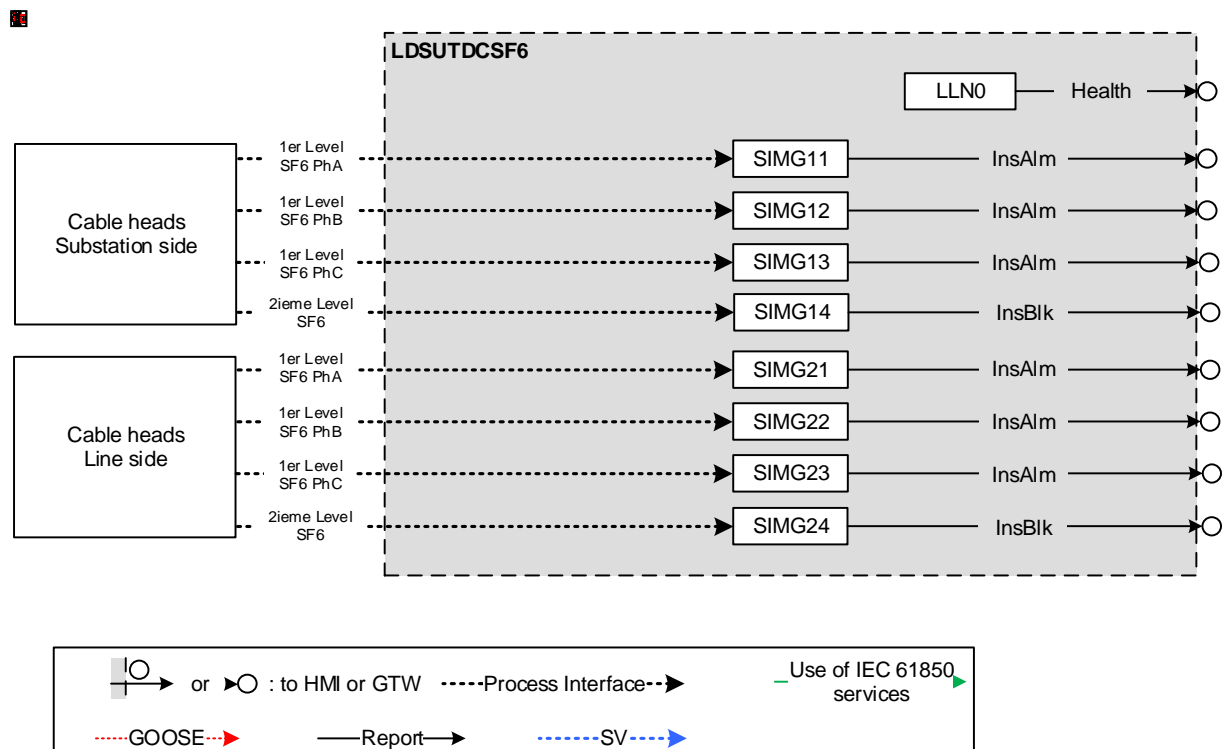 LDSUTDCSF6
LLN0
Health
Cable heads
Substation side
1er Level
SF6 PhA
SIMG11
InsAlm
1er Level
SF6 PhB
SIMG12
InsAlm
1er Level
SF6 PhC
SIMG13
InsAlm
2ieme Level
SF6
SIMG14
InsBlk
Cable heads
Line side
1er Level
SF6 PhA
SIMG21
InsAlm
1er Level
SF6 PhB
SIMG22
InsAlm
1er Level
SF6 PhC
SIMG23
InsAlm
2ieme Level
SF6
SIMG24
InsBlk
or : to HMI or GTW
Process Interface
Use of IEC 61850
services
GOOSE
Report
SV